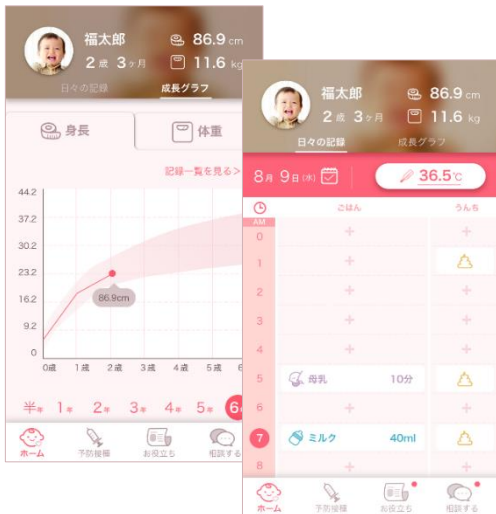 福太郎
86.9 cm
2歳 3ヶ月
11.6 kg
日々の記録
成長グラフ
身長
体重
記録一覧を見る>
44.2
37.2
30.2
23.2
16.2
9.2
0
86.9cm
0歳 1歳 2歳 3歳 4歳 5歳 6
半年 1年 2年 3年 4年 5年 6
ホーム
予防接種
お役立ち
相談する
福太郎
86.9 cm
2歳 3ヶ月
11.6 kg
日々の記録
成長グラフ
8月 9日(水)
36.5℃
ごはん
うんち
AM
0
1
2
3
4
5 母乳 10分
6
7 ミルク 40ml
8
ホーム
予防接種
お役立ち
相談する